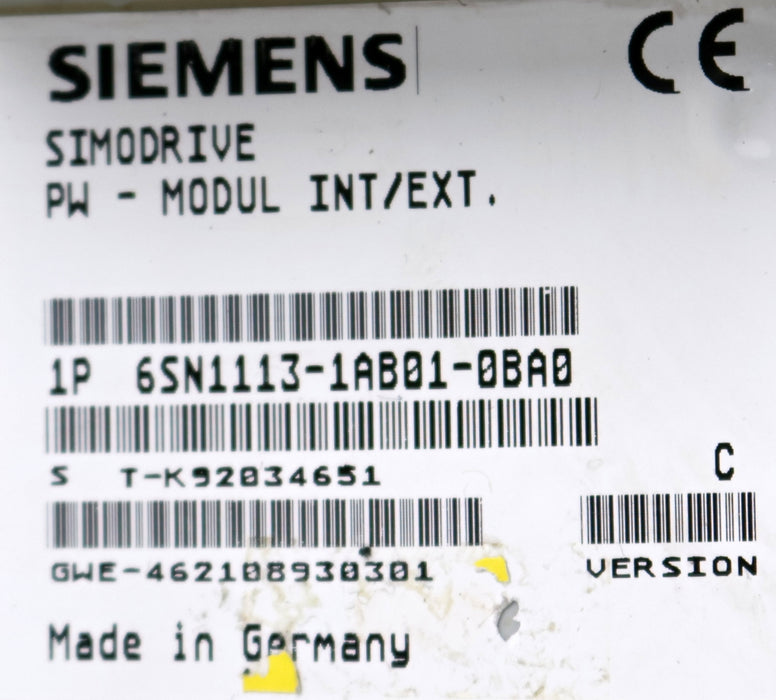 SIEMENS CE
SIMODRIVE
PW - MODUL INT/EXT.
1P 6SN1113-1AB01-0BA0
S T-K92034651
C
GWE-462108930301
VERSION
Made in Germany